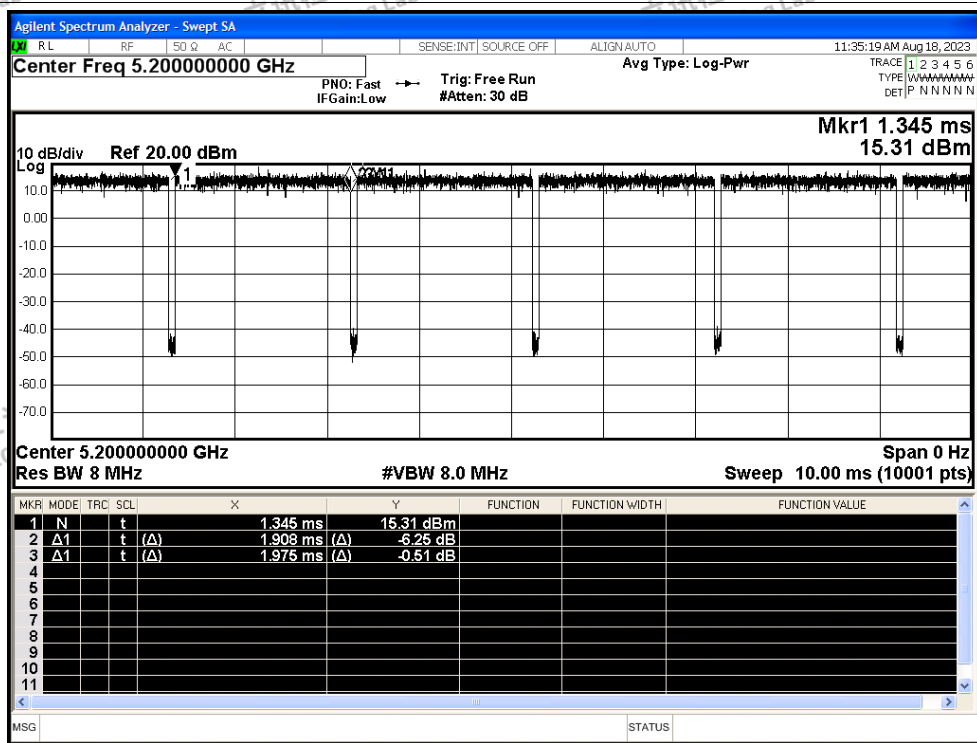 Agilent Spectrum Analyzer - Swept SA
LXI RL RF 50 Ω AC SENSE:INT SOURCE OFF ALIGN AUTO 11:35:19 AM Aug 18, 2023
Center Freq 5.200000000 GHz Avg Type: Log-Pwr TRACE 1 2 3 4 5 6
PNO: Fast Trig: Free Run TYPE WWWWWW
IFGain:Low #Atten: 30 dB DET P N N N N N
Mkr1 1.345 ms
10 dB/div Ref 20.00 dBm 15.31 dBm
Log
1
10.0
0.00
-10.0
-20.0
-30.0
-40.0
-50.0
-60.0
-70.0
Center 5.200000000 GHz Span 0 Hz
Res BW 8 MHz #VBW 8.0 MHz Sweep 10.00 ms (10001 pts)
MKR MODE TRC SCL X Y FUNCTION FUNCTION WIDTH FUNCTION VALUE
1 N t 1.345 ms 15.31 dBm
2 Δ1 t (Δ) 1.908 ms (Δ) -6.25 dB
3 Δ1 t (Δ) 1.975 ms (Δ) -0.51 dB
4
5
6
7
8
9
10
11
MSG STATUS